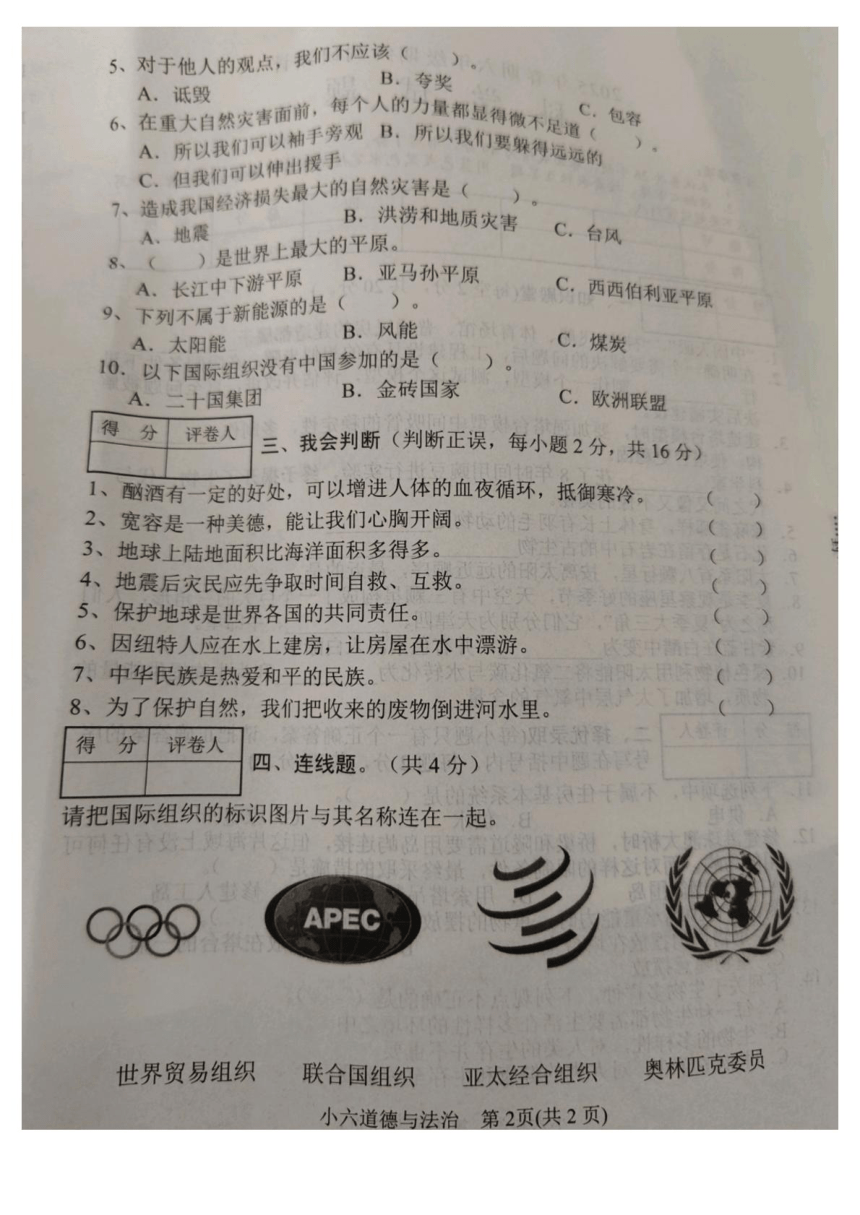 5、对于他人的观点，我们不应该（　　）。
A．诋毁　　B．夸奖　　C．包容
6、在重大自然灾害面前，每个人的力量都显得微不足道（　　）。
A．所以我们可以袖手旁观　B．所以我们要躲得远远的
C．但我们可以伸出援手
7、造成我国经济损失最大的自然灾害是（　　）。
A．地震　　B．洪涝和地质灾害　　C．台风
8、（　　）是世界上最大的平原。
A．长江中下游平原　　B．亚马孙平原　　C．西西伯利亚平原
9、下列不属于新能源的是（　　）。
A．太阳能　　B．风能　　C．煤炭
10、以下国际组织没有中国参加的是（　　）。
A．二十国集团　　B．金砖国家　　C．欧洲联盟
得　分　评卷人
三、我会判断（判断正误，每小题2分，共16分）
1、酗酒有一定的好处，可以增进人体的血夜循环，抵御寒冷。（　　）
2、宽容是一种美德，能让我们心胸开阔。（　　）
3、地球上陆地面积比海洋面积多得多。（　　）
4、地震后灾民应先争取时间自救、互救。（　　）
5、保护地球是世界各国的共同责任。（　　）
6、因纽特人应在水上建房，让房屋在水中漂游。（　　）
7、中华民族是热爱和平的民族。（　　）
8、为了保护自然，我们把收来的废物倒进河水里。（　　）
得　分　评卷人
四、连线题。（共4分）
请把国际组织的标识图片与其名称连在一起。
APEC
世界贸易组织　　联合国组织　　亚太经合组织　　奥林匹克委员
小六道德与法治　第2页(共2页)